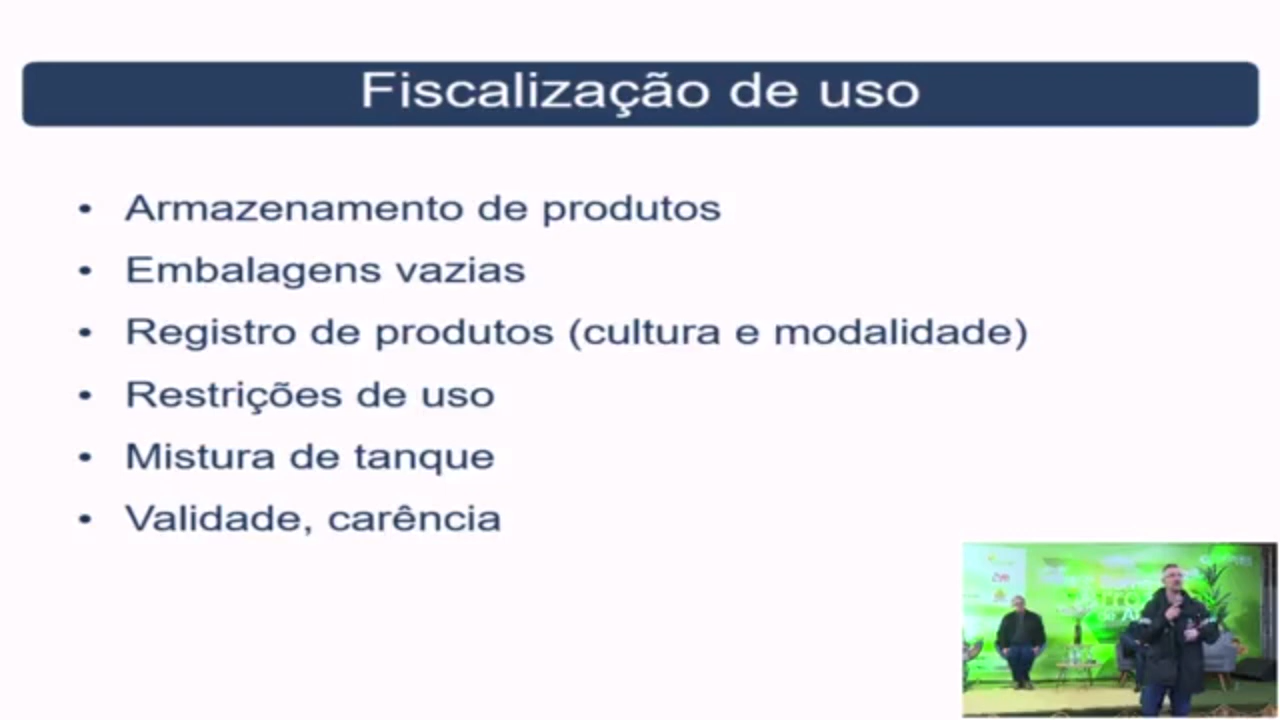 Fiscalização de uso
• Armazenamento de produtos
• Embalagens vazias
• Registro de produtos (cultura e modalidade)
• Restrições de uso
• Mistura de tanque
• Validade, carência